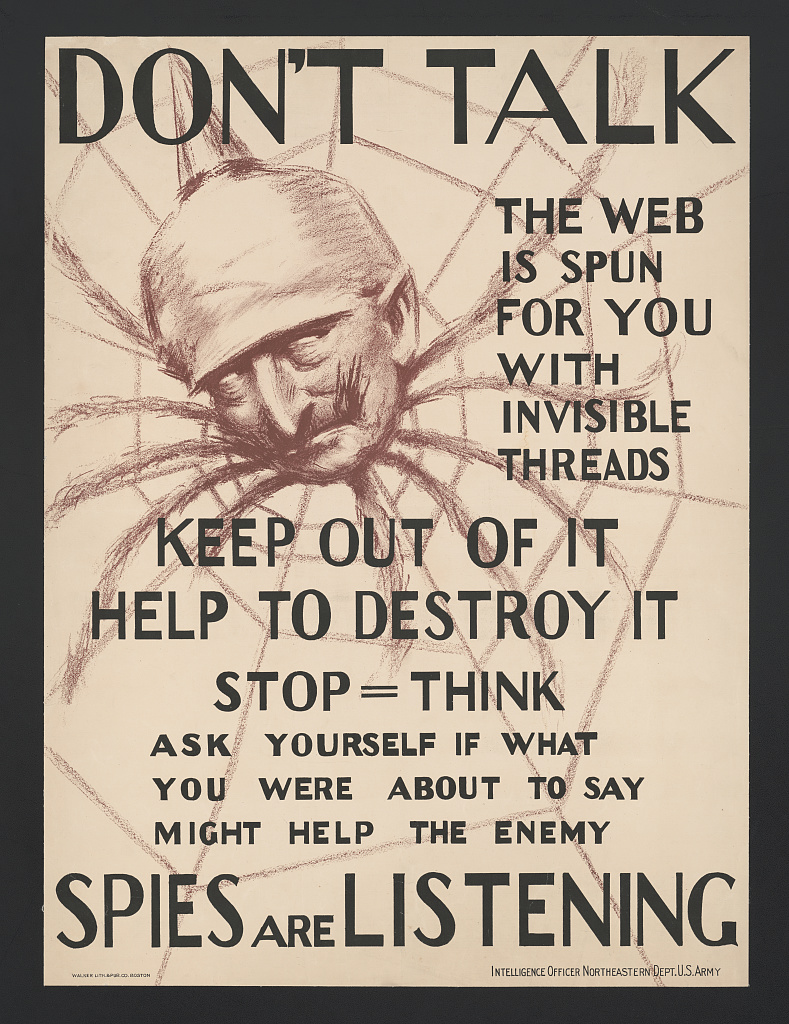 DON'T TALK
THE WEB
IS SPUN
FOR YOU
WITH
INVISIBLE
THREADS
KEEP OUT OF IT
HELP TO DESTROY IT
STOP = THINK
ASK YOURSELF IF WHAT
YOU WERE ABOUT TO SAY
MIGHT HELP THE ENEMY
SPIES ARE LISTENING
WALKER LITH. & PUB. CO. BOSTON
INTELLIGENCE OFFICER NORTHEASTERN DEPT. U.S. ARMY